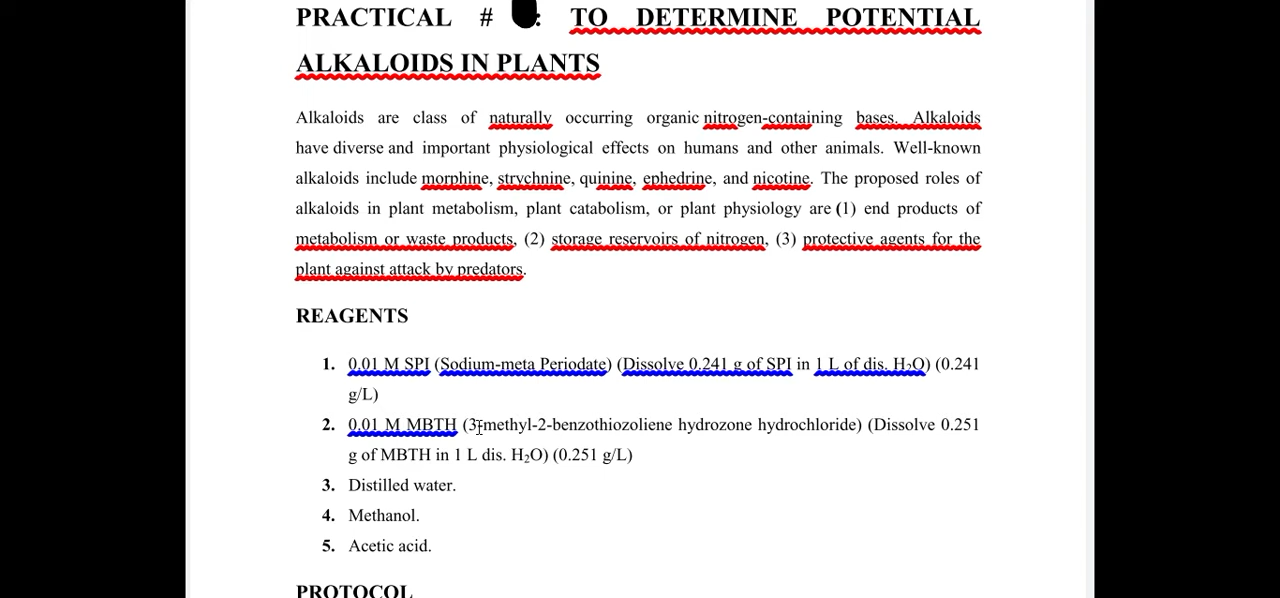 PRACTICAL # : TO DETERMINE POTENTIAL
ALKALOIDS IN PLANTS
Alkaloids are class of naturally occurring organic nitrogen-containing bases. Alkaloids
have diverse and important physiological effects on humans and other animals. Well-known
alkaloids include morphine, strychnine, quinine, ephedrine, and nicotine. The proposed roles of
alkaloids in plant metabolism, plant catabolism, or plant physiology are (1) end products of
metabolism or waste products, (2) storage reservoirs of nitrogen, (3) protective agents for the
plant against attack by predators.
REAGENTS
1. 0.01 M SPI (Sodium-meta Periodate) (Dissolve 0.241 g of SPI in 1 L of dis. H₂O) (0.241
g/L)
2. 0.01 M MBTH (3-methyl-2-benzothiozoliene hydrozone hydrochloride) (Dissolve 0.251
g of MBTH in 1 L dis. H₂O) (0.251 g/L)
3. Distilled water.
4. Methanol.
5. Acetic acid.
PROTOCOL